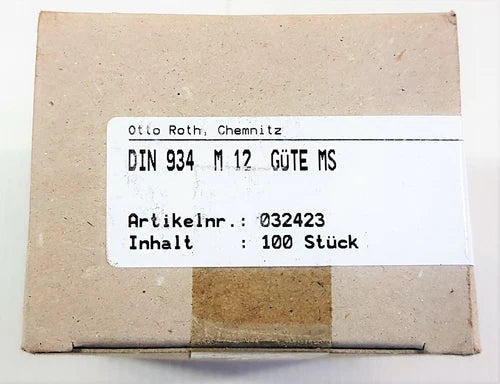 Otto Roth, Chemnitz
DIN 934 M 12 GÜTE MS
Artikelnr.: 032423
Inhalt : 100 Stück